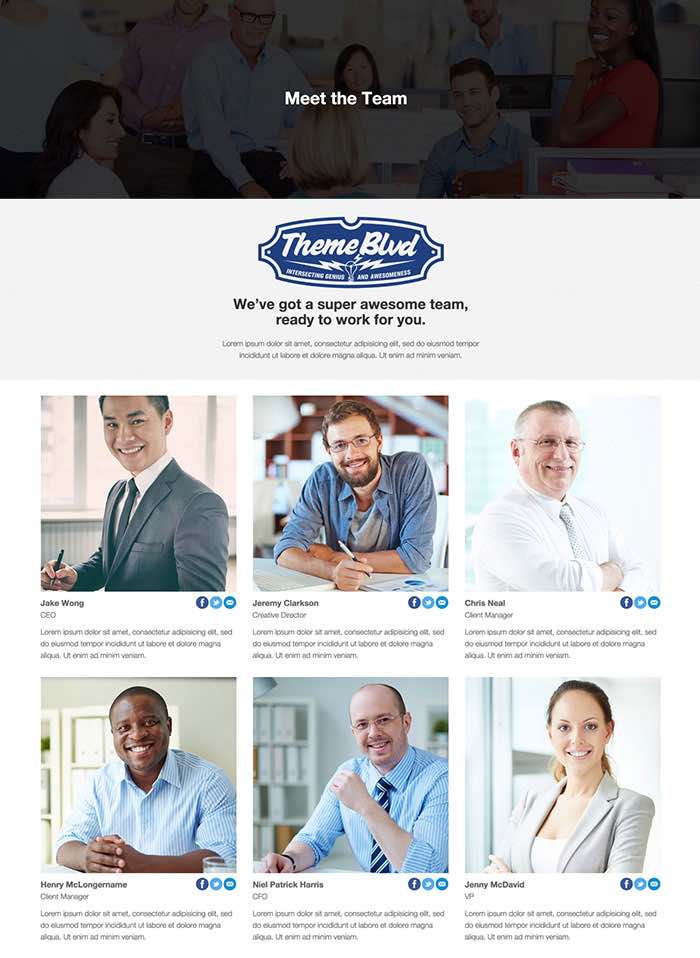 Meet the Team
Theme Blvd
INTERSECTING GENIUS AND AWESOMENESS
We've got a super awesome team,
ready to work for you.
Lorem ipsum dolor sit amet, consectetur adipisicing elit, sed do eiusmod tempor
incididunt ut labore et dolore magna aliqua. Ut enim ad minim veniam.
Jake Wong
CEO
Lorem ipsum dolor sit amet, consectetur adipisicing elit, sed
do eiusmod tempor incididunt ut labore et dolore magna
aliqua. Ut enim ad minim veniam.
Jeremy Clarkson
Creative Director
Lorem ipsum dolor sit amet, consectetur adipisicing elit, sed
do eiusmod tempor incididunt ut labore et dolore magna
aliqua. Ut enim ad minim veniam.
Chris Neal
Client Manager
Lorem ipsum dolor sit amet, consectetur adipisicing elit, sed
do eiusmod tempor incididunt ut labore et dolore magna
aliqua. Ut enim ad minim veniam.
Henry McLongername
Client Manager
Lorem ipsum dolor sit amet, consectetur adipisicing elit, sed
do eiusmod tempor incididunt ut labore et dolore magna
aliqua. Ut enim ad minim veniam.
Niel Patrick Harris
CFO
Lorem ipsum dolor sit amet, consectetur adipisicing elit, sed
do eiusmod tempor incididunt ut labore et dolore magna
aliqua. Ut enim ad minim veniam.
Jenny McDavid
VP
Lorem ipsum dolor sit amet, consectetur adipisicing elit, sed
do eiusmod tempor incididunt ut labore et dolore magna
aliqua. Ut enim ad minim veniam.